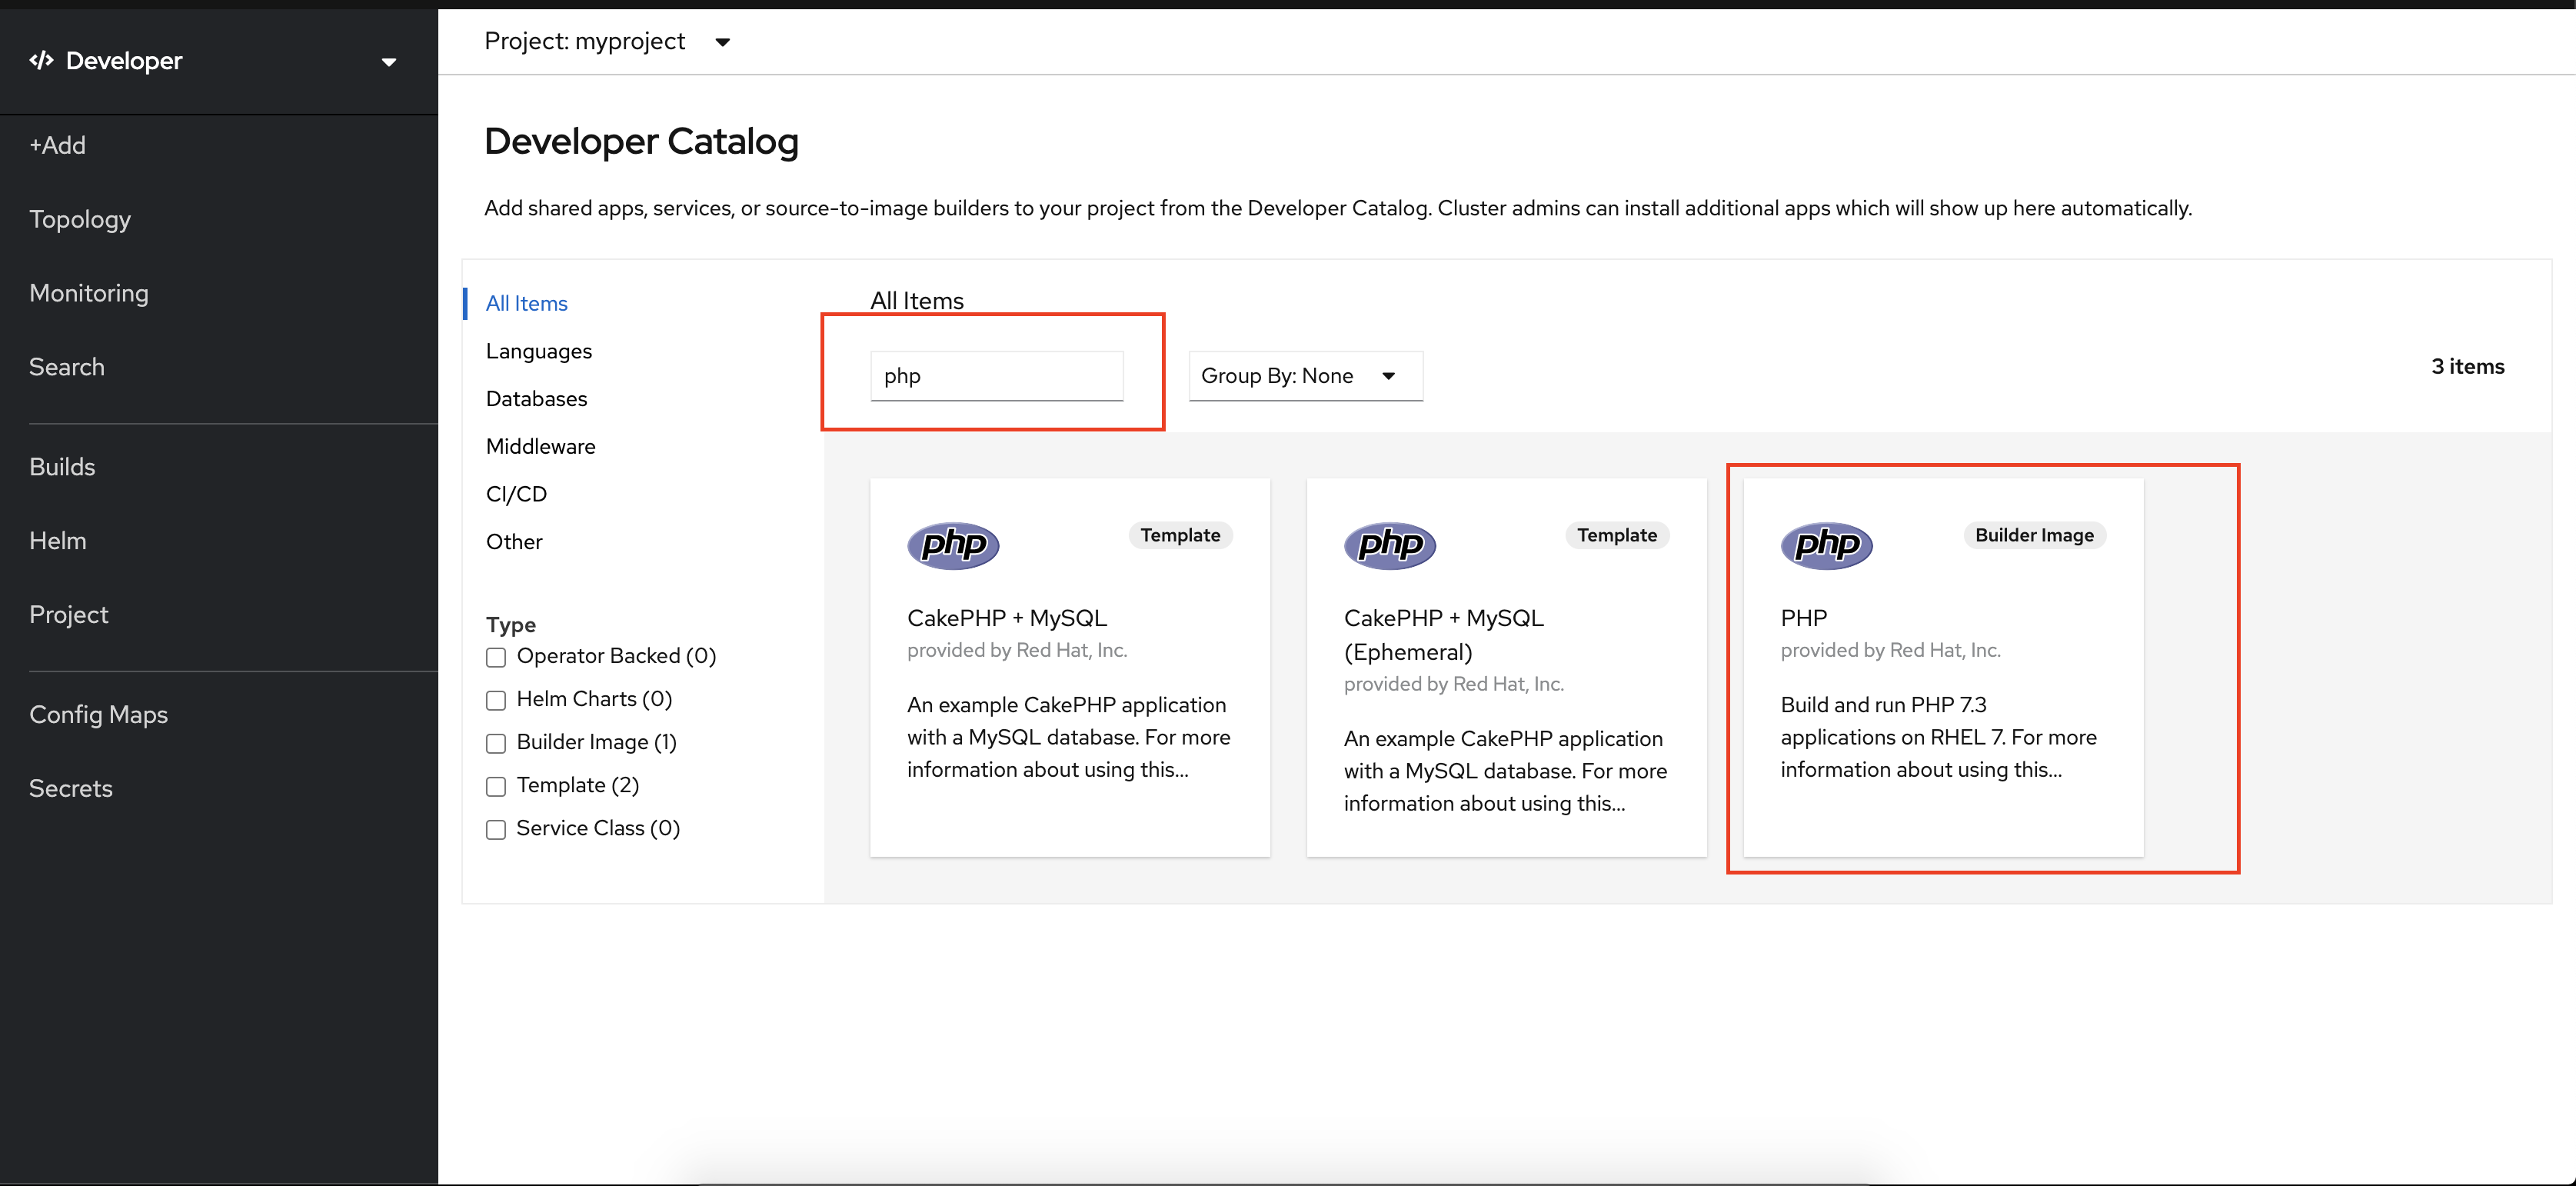 </> Developer
Project: myproject
+Add
Topology
Monitoring
Search
Builds
Helm
Project
Config Maps
Secrets
Developer Catalog
Add shared apps, services, or source-to-image builders to your project from the Developer Catalog. Cluster admins can install additional apps which will show up here automatically.
All Items
Languages
Databases
Middleware
CI/CD
Other
Type
Operator Backed (0)
Helm Charts (0)
Builder Image (1)
Template (2)
Service Class (0)
All Items
php
Group By: None
3 items
php
Template
CakePHP + MySQL
provided by Red Hat, Inc.
An example CakePHP application
with a MySQL database. For more
information about using this...
php
Template
CakePHP + MySQL
(Ephemeral)
provided by Red Hat, Inc.
An example CakePHP application
with a MySQL database. For more
information about using this...
php
Builder Image
PHP
provided by Red Hat, Inc.
Build and run PHP 7.3
applications on RHEL 7. For more
information about using this...